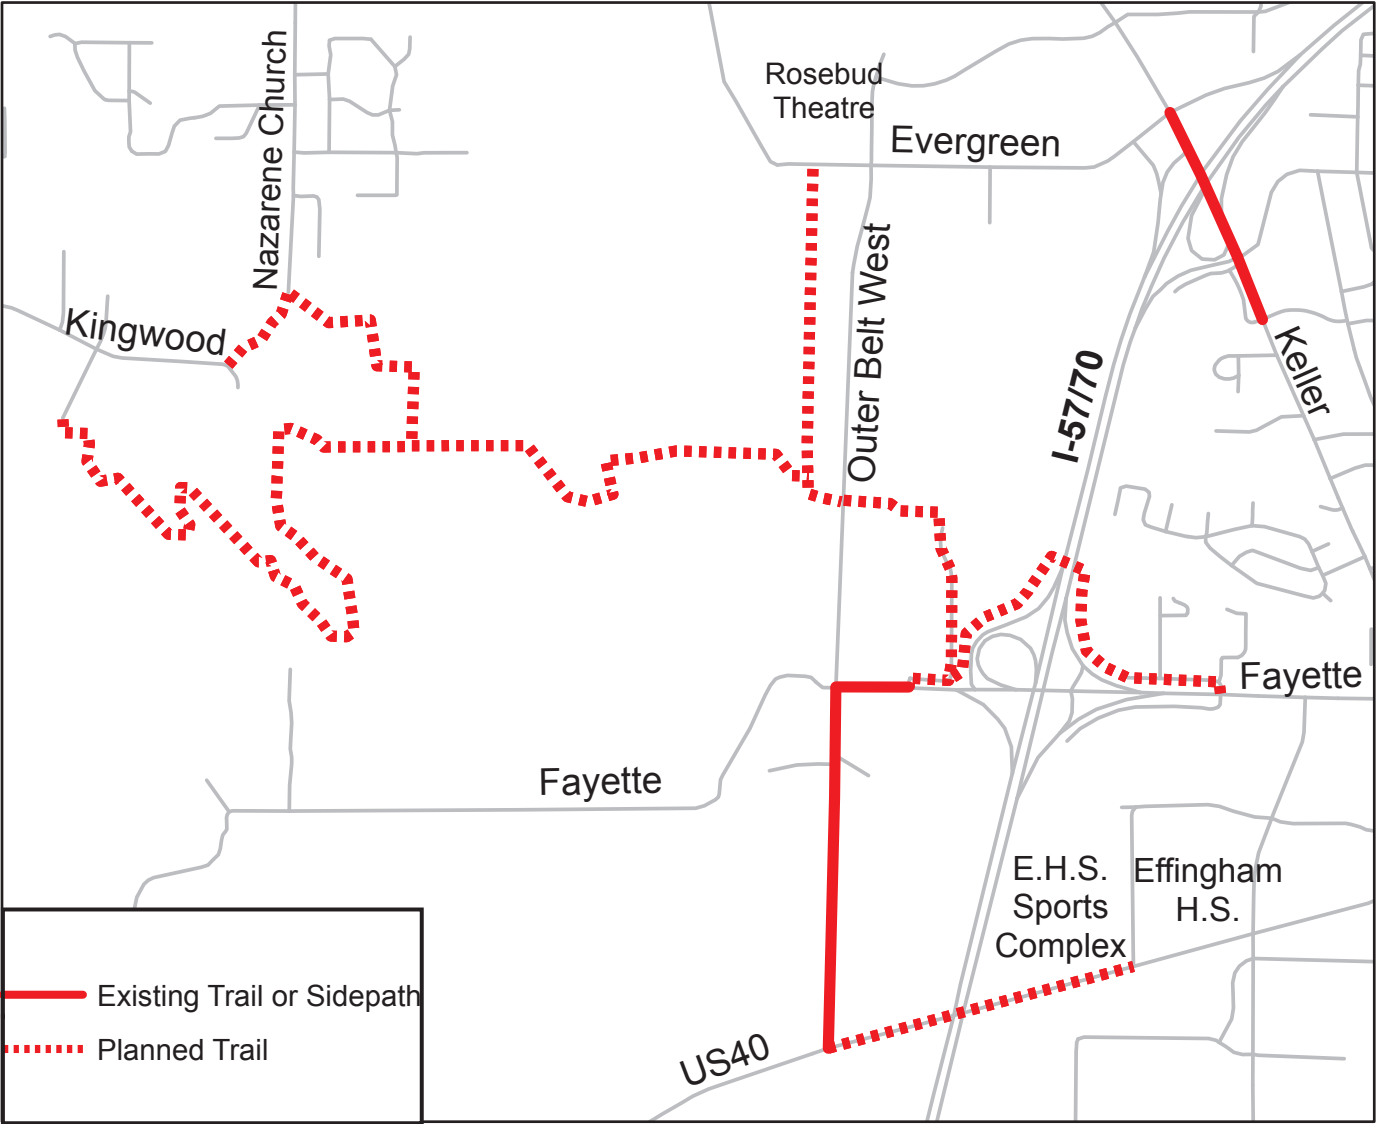 Nazarene Church
Rosebud
Theatre
Evergreen
Outer Belt West
Kingwood
Keller
I-57/70
Fayette
Fayette
E.H.S.
Sports
Complex
Effingham
H.S.
US40
Existing Trail or Sidepath
Planned Trail